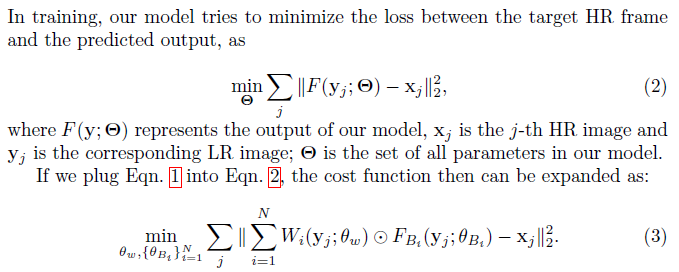 In training, our model tries to minimize the loss between the target HR frame
and the predicted output, as
min_Θ ∑_j ‖F(y_j; Θ) − x_j‖_2^2, (2)
where F(y; Θ) represents the output of our model, x_j is the j-th HR image and
y_j is the corresponding LR image; Θ is the set of all parameters in our model.
If we plug Eqn. 1 into Eqn. 2, the cost function then can be expanded as:
min_{θ_w,{θ_{B_i}}_{i=1}^N} ∑_j ‖ ∑_{i=1}^N W_i(y_j; θ_w) ⊙ F_{B_i}(y_j; θ_{B_i}) − x_j‖_2^2. (3)